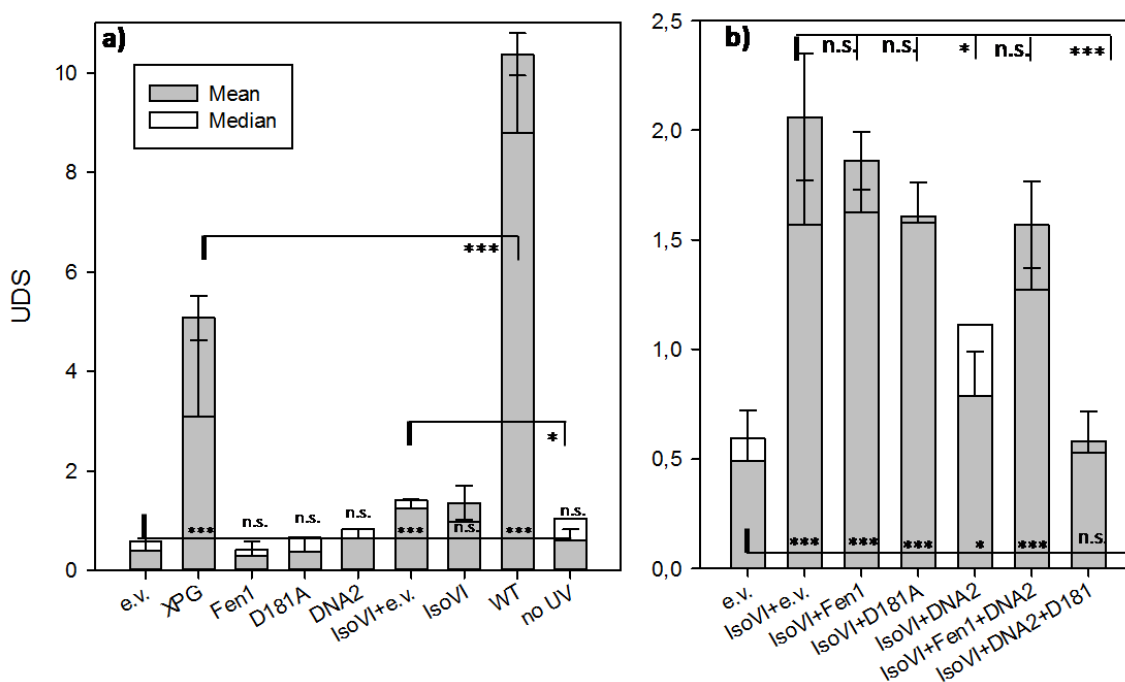 a)
Mean
Median
UDS
10
8
6
4
2
0
***
*
n.s.
n.s.
n.s.
n.s.
***
***
n.s.
***
e.v.
XPG
Fen1
D181A
DNA2
IsoVI+e.v.
IsoVI
WT
no UV
b)
2,5
2,0
1,5
1,0
0,5
0,0
n.s.
n.s.
*
n.s.
***
***
***
***
*
***
n.s.
e.v.
IsoVI+e.v.
IsoVI+Fen1
IsoVI+D181A
IsoVI+DNA2
IsoVI+Fen1+DNA2
IsoVI+DNA2+D181